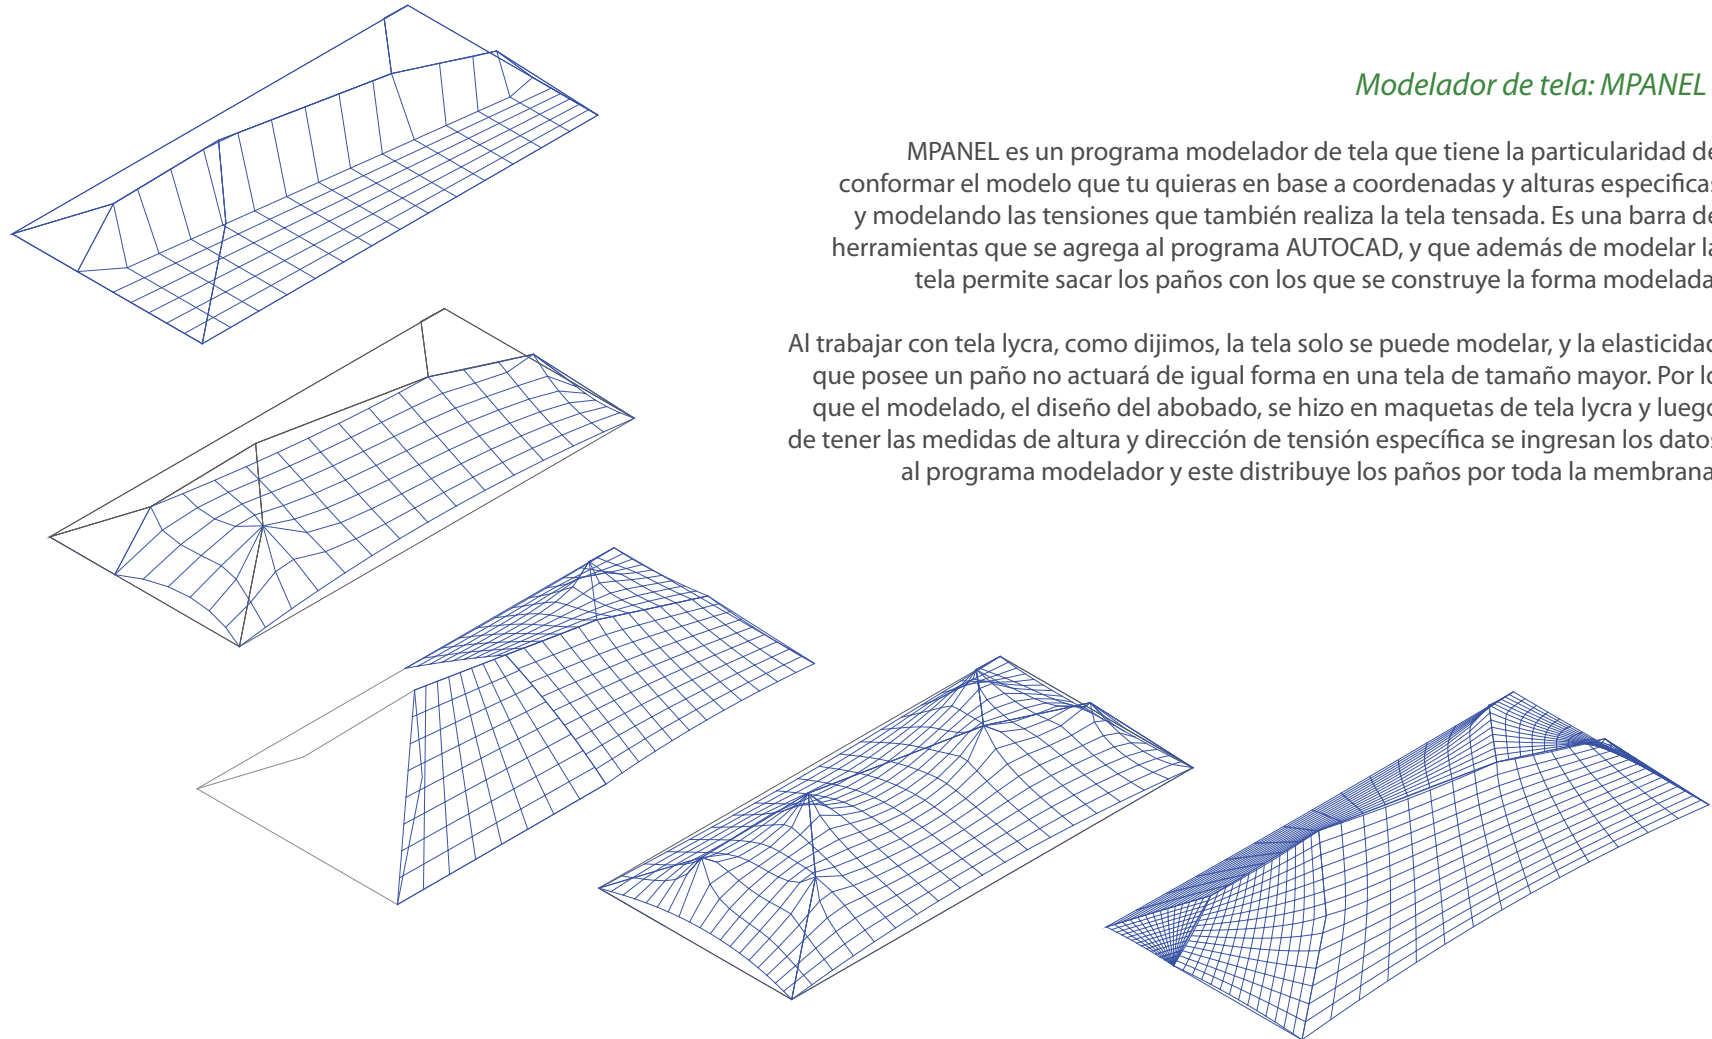 Modelador de tela: MPANEL
MPANEL es un programa modelador de tela que tiene la particularidad de
conformar el modelo que tu quieras en base a coordenadas y alturas especificas
y modelando las tensiones que también realiza la tela tensada. Es una barra de
herramientas que se agrega al programa AUTOCAD, y que además de modelar la
tela permite sacar los paños con los que se construye la forma modelada
Al trabajar con tela lycra, como dijimos, la tela solo se puede modelar, y la elasticidad
que posee un paño no actuará de igual forma en una tela de tamaño mayor. Por lo
que el modelado, el diseño del abobado, se hizo en maquetas de tela lycra y luego
de tener las medidas de altura y dirección de tensión específica se ingresan los datos
al programa modelador y este distribuye los paños por toda la membrana